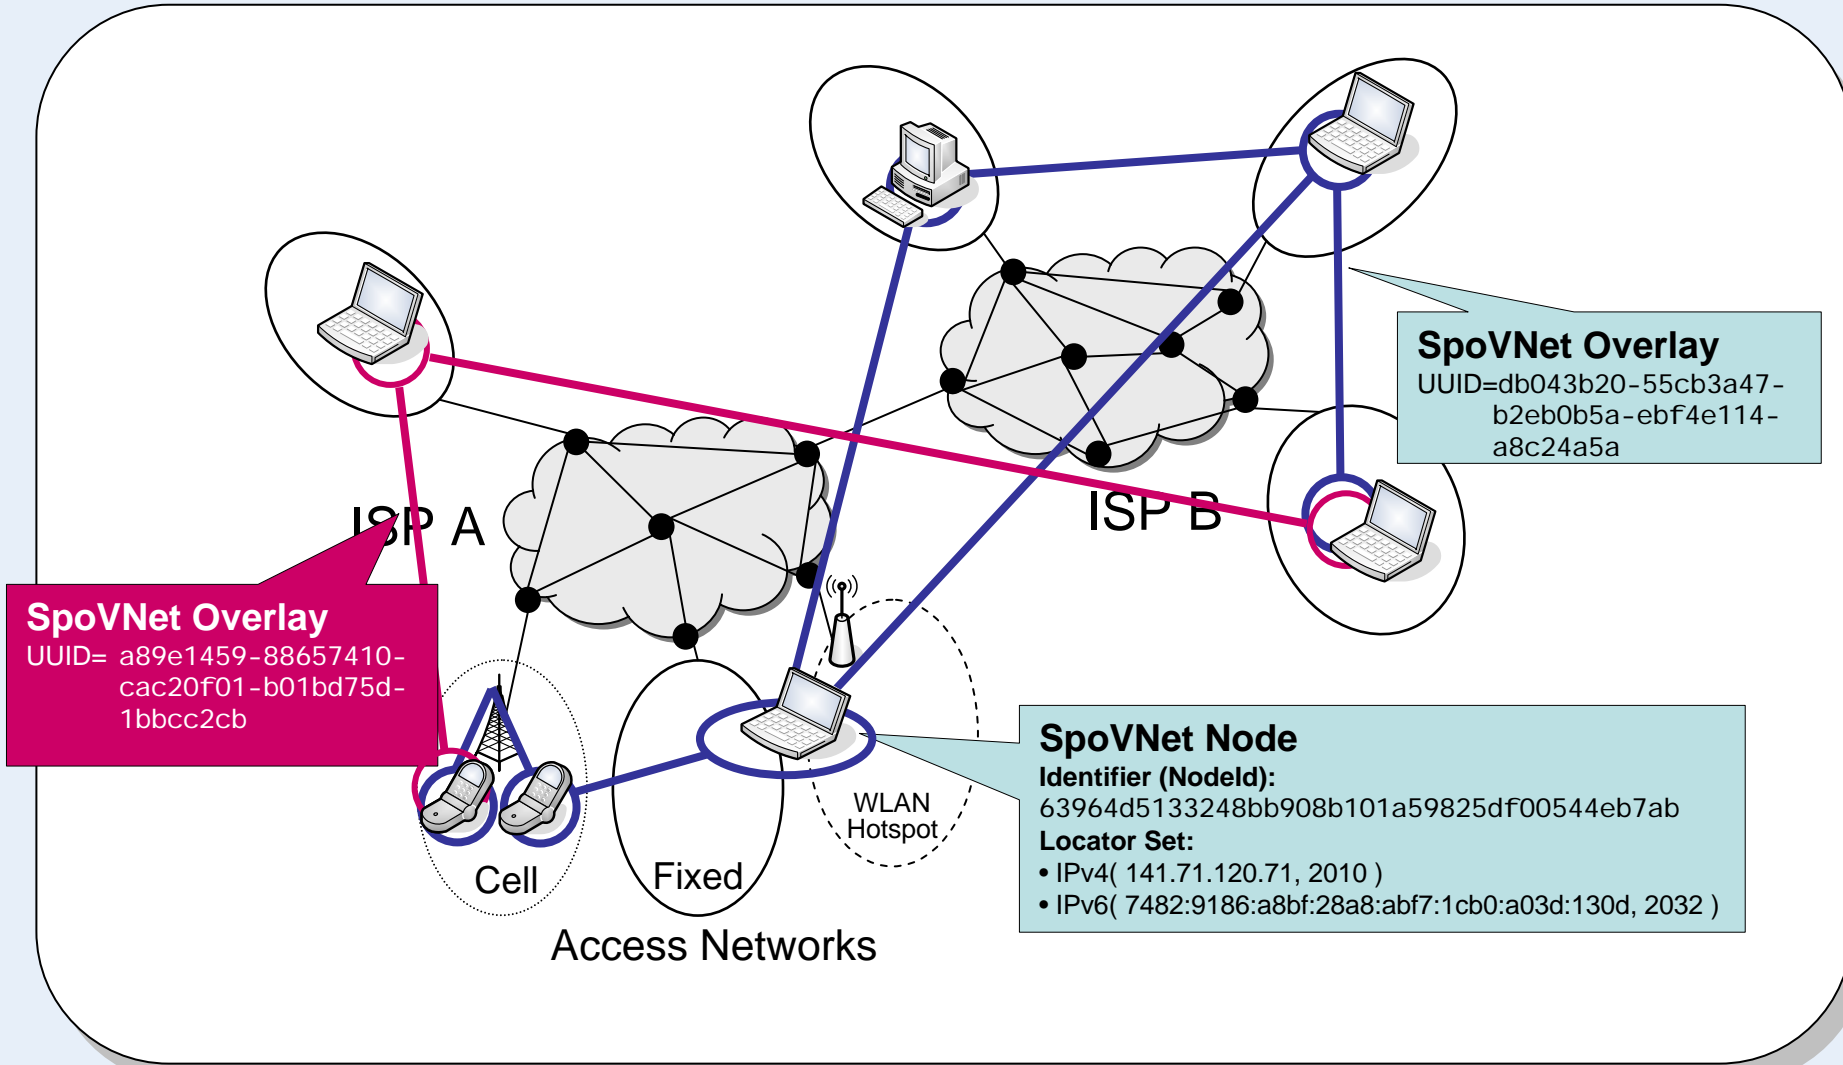 SpoVNet Overlay
UUID=db043b20-55cb3a47-
b2eb0b5a-ebf4e114-
a8c24a5a
ISP A
ISP B
SpoVNet Overlay
UUID= a89e1459-88657410-
cac20f01-b01bd75d-
1bbcc2cb
SpoVNet Node
Identifier (NodeId):
63964d5133248bb908b101a59825df00544eb7ab
Locator Set:
• IPv4( 141.71.120.71, 2010 )
• IPv6( 7482:9186:a8bf:28a8:abf7:1cb0:a03d:130d, 2032 )
WLAN
Hotspot
Cell
Fixed
Access Networks